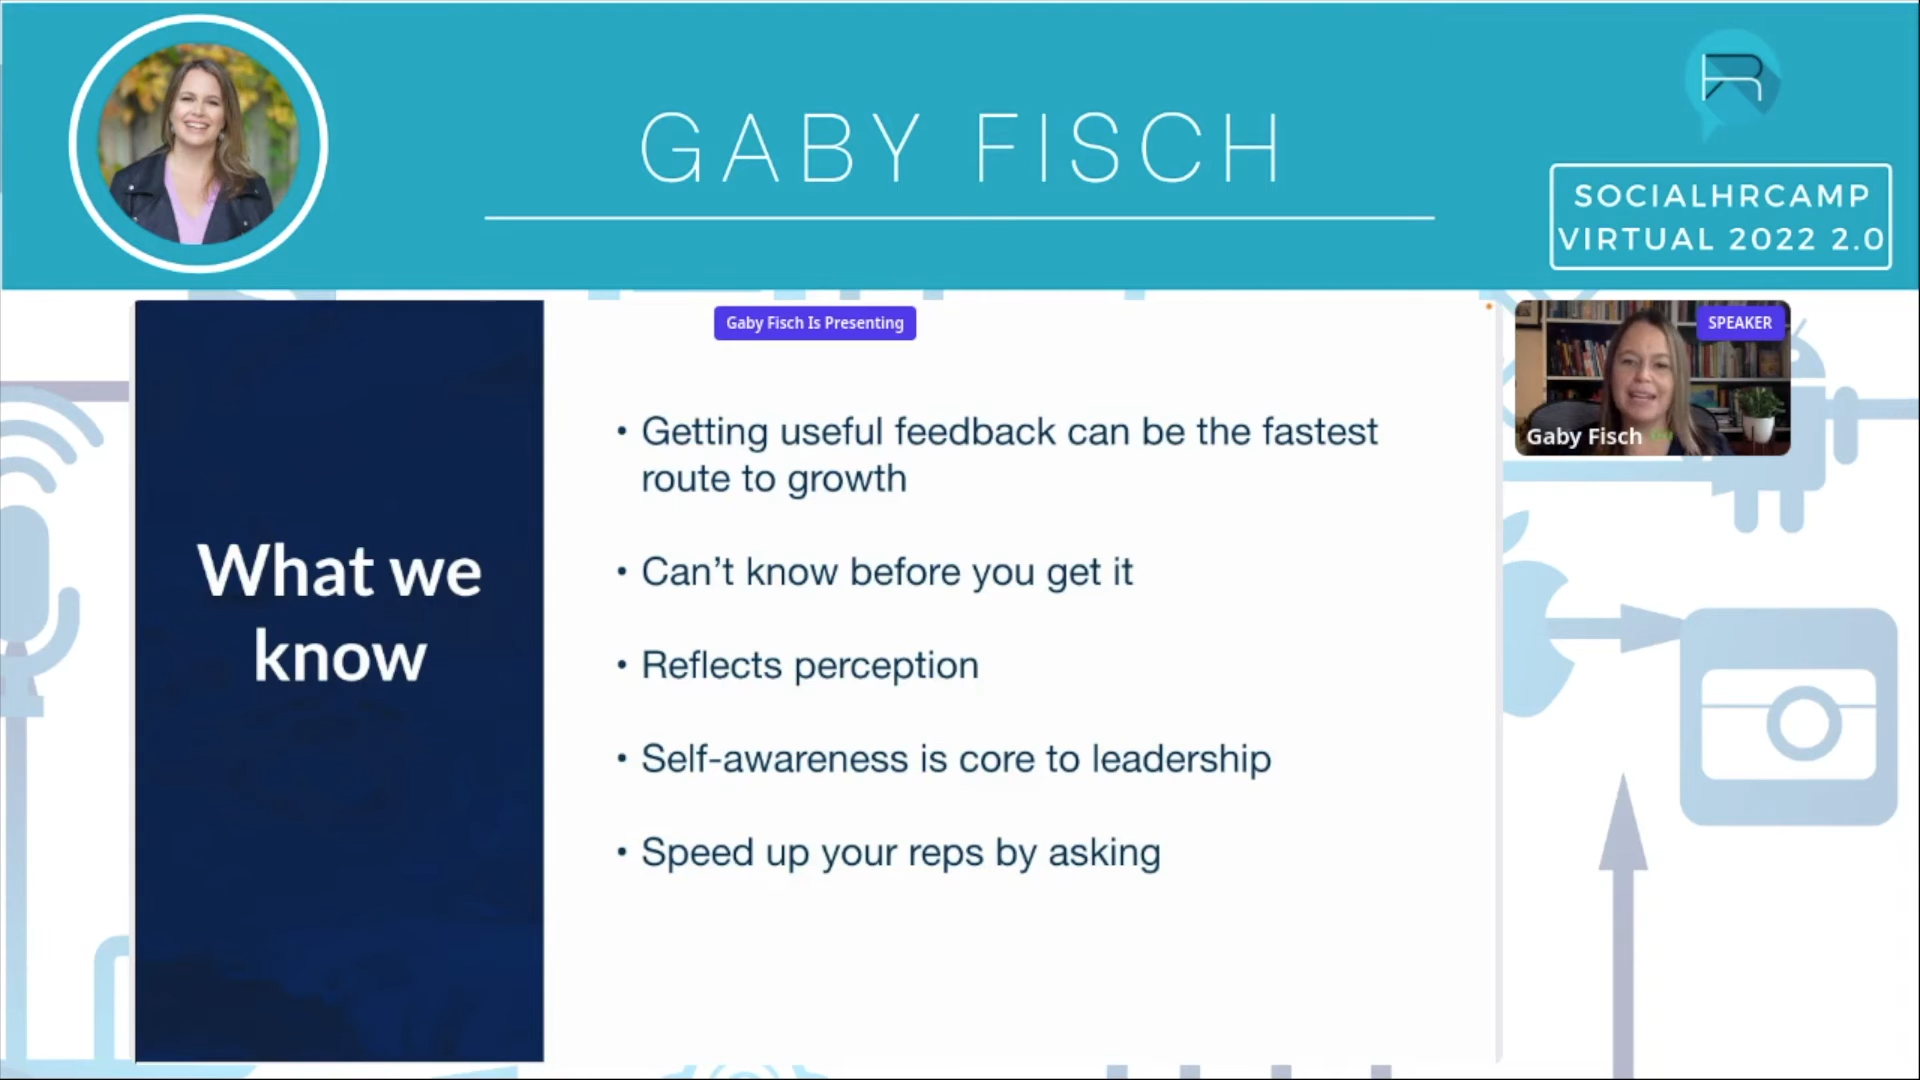 GABY FISCH
SOCIALHRCAMP
VIRTUAL 2022 2.0
Gaby Fisch Is Presenting
SPEAKER
Gaby Fisch
What we
know
• Getting useful feedback can be the fastest
route to growth
• Can’t know before you get it
• Reflects perception
• Self-awareness is core to leadership
• Speed up your reps by asking